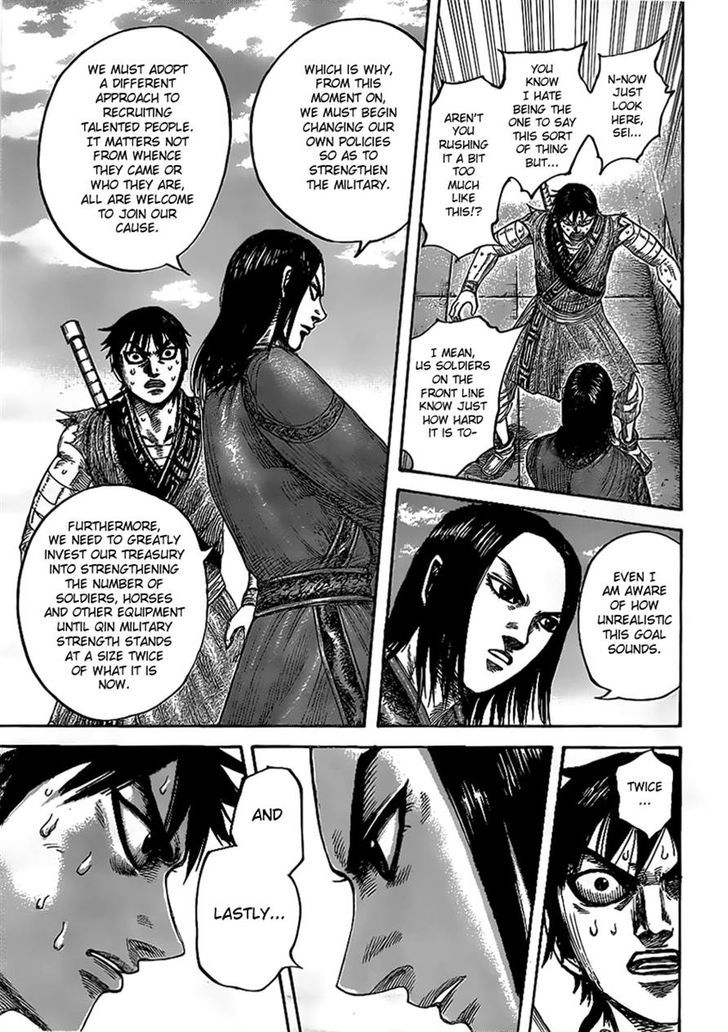 N-NOW
JUST
LOOK
HERE,
SEI...
YOU
KNOW I
HATE
BEING THE
ONE TO SAY
THIS SORT
OF THING
BUT...
AREN'T
YOU
RUSHING
IT A BIT
TOO
MUCH
LIKE
THIS!?
I MEAN,
US SOLDIERS
ON THE
FRONT LINE
KNOW JUST
HOW HARD
IT IS TO-
EVEN I
AM AWARE
OF HOW
UNREALISTIC
THIS GOAL
SOUNDS.
WHICH IS WHY,
FROM THIS
MOMENT ON,
WE MUST BEGIN
CHANGING OUR
OWN POLICIES
SO AS TO
STRENGTHEN
THE MILITARY.
WE MUST ADOPT
A DIFFERENT
APPROACH TO
RECRUITING
TALENTED PEOPLE.
IT MATTERS NOT
FROM WHENCE
THEY CAME OR
WHO THEY ARE,
ALL ARE WELCOME
TO JOIN OUR
CAUSE.
FURTHERMORE,
WE NEED TO GREATLY
INVEST OUR TREASURY
INTO STRENGTHENING
THE NUMBER OF
SOLDIERS, HORSES
AND OTHER EQUIPMENT
UNTIL QIN MILITARY
STRENGTH STANDS
AT A SIZE TWICE
OF WHAT IT IS
NOW.
TWICE
...
AND
LASTLY...